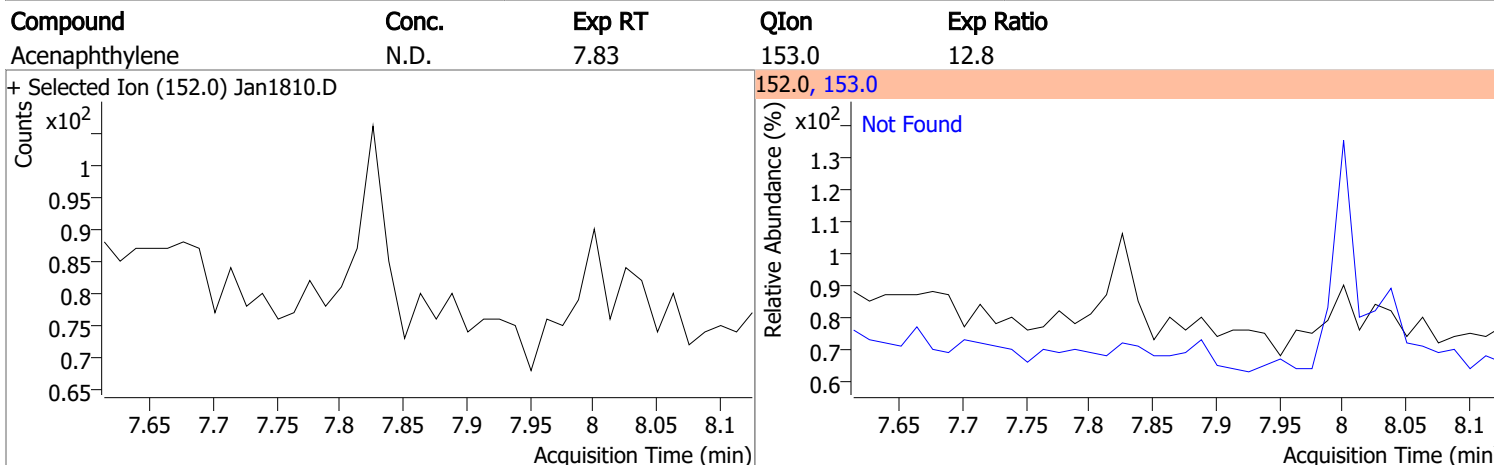 Compound Conc. Exp RT QIon Exp Ratio
Acenaphthylene N.D. 7.83 153.0 12.8
+ Selected Ion (152.0) Jan1810.D
Counts
x10²
1
0.95
0.9
0.85
0.8
0.75
0.7
0.65
7.65 7.7 7.75 7.8 7.85 7.9 7.95 8 8.05 8.1
Acquisition Time (min)
152.0, 153.0
Relative Abundance (%)
x10²
Not Found
1.3
1.2
1.1
1
0.9
0.8
0.7
0.6
7.65 7.7 7.75 7.8 7.85 7.9 7.95 8 8.05 8.1
Acquisition Time (min